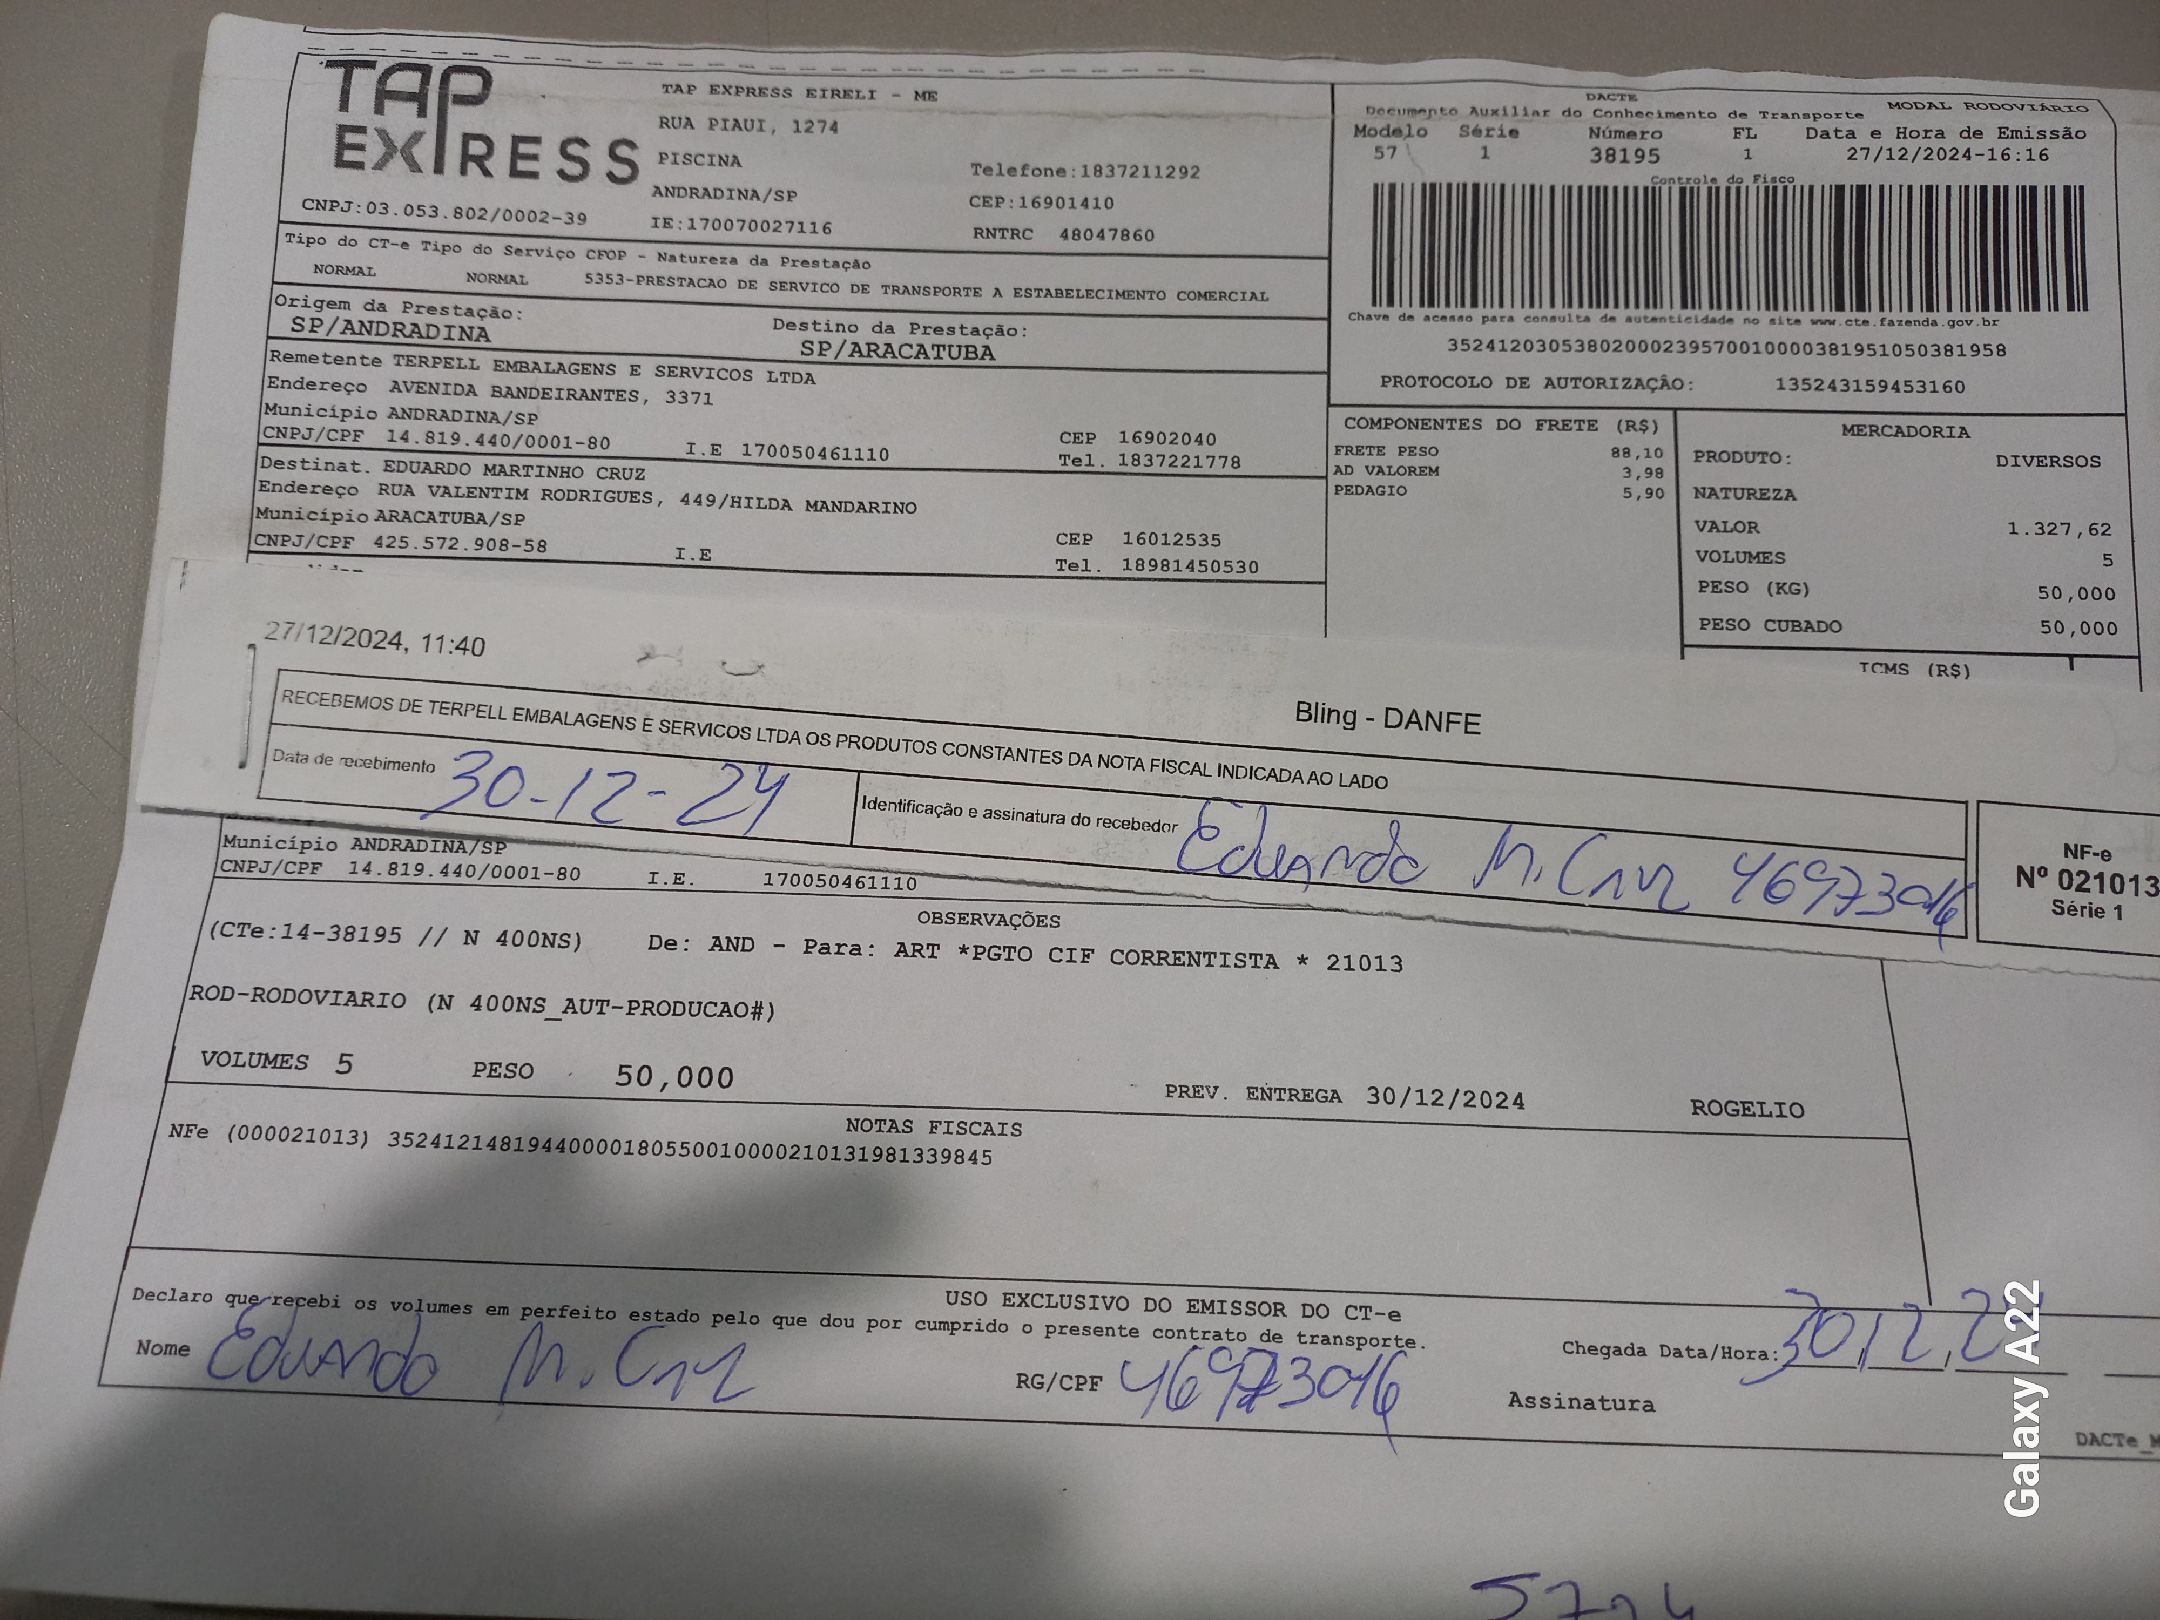 TAP EXPRESS
TAP EXPRESS EIRELI - ME
RUA PIAUI, 1274
PISCINA
Telefone:1837211292
ANDRADINA/SP
CEP:16901410
CNPJ:03.053.802/0002-39
IE:170070027116
RNTRC 48047860
DACTE
MODAL RODOVIÁRIO
Documento Auxiliar do Conhecimento de Transporte
Modelo Série Número FL Data e Hora de Emissão
57 1 38195 1 27/12/2024-16:16
Controle do Fisco
Chave de acesso para consulta de autenticidade no site www.cte.fazenda.gov.br
35241203053802000239570010000381951050381958
PROTOCOLO DE AUTORIZAÇÃO: 135243159453160
Tipo do CT-e Tipo do Serviço CFOP - Natureza da Prestação
NORMAL NORMAL 5353-PRESTACAO DE SERVICO DE TRANSPORTE A ESTABELECIMENTO COMERCIAL
Origem da Prestação: Destino da Prestação:
SP/ANDRADINA SP/ARACATUBA
Remetente TERPELL EMBALAGENS E SERVICOS LTDA
Endereço AVENIDA BANDEIRANTES, 3371
Município ANDRADINA/SP CEP 16902040
CNPJ/CPF 14.819.440/0001-80 I.E 170050461110 Tel. 1837221778
Destinat. EDUARDO MARTINHO CRUZ
Endereço RUA VALENTIM RODRIGUES, 449/HILDA MANDARINO
Município ARACATUBA/SP CEP 16012535
CNPJ/CPF 425.572.908-58 I.E Tel. 18981450530
COMPONENTES DO FRETE (R$)
FRETE PESO 88,10
AD VALOREM 3,98
PEDAGIO 5,90
MERCADORIA
PRODUTO: DIVERSOS
NATUREZA
VALOR 1.327,62
VOLUMES 5
PESO (KG) 50,000
PESO CUBADO 50,000
ICMS (R$)
27/12/2024, 11:40
Bling - DANFE
RECEBEMOS DE TERPELL EMBALAGENS E SERVICOS LTDA OS PRODUTOS CONSTANTES DA NOTA FISCAL INDICADA AO LADO
Data de recebimento 30-12-24
Identificação e assinatura do recebedor Eduardo M. Cruz 46973046
NF-e
Nº 021013
Série 1
Município ANDRADINA/SP
CNPJ/CPF 14.819.440/0001-80 I.E. 170050461110
OBSERVAÇÕES
(CTe:14-38195 // N 400NS) De: AND - Para: ART *PGTO CIF CORRENTISTA * 21013
ROD-RODOVIARIO (N 400NS_AUT-PRODUCAO#)
VOLUMES 5 PESO 50,000 PREV. ENTREGA 30/12/2024 ROGELIO
NOTAS FISCAIS
NFe (000021013) 35241214819440000180550010000210131981339845
USO EXCLUSIVO DO EMISSOR DO CT-e
Declaro que recebi os volumes em perfeito estado pelo que dou por cumprido o presente contrato de transporte.
Nome Eduardo M. Cruz RG/CPF 46973046 Chegada Data/Hora: 30,12,24
Assinatura
DACTe_
Galaxy A22